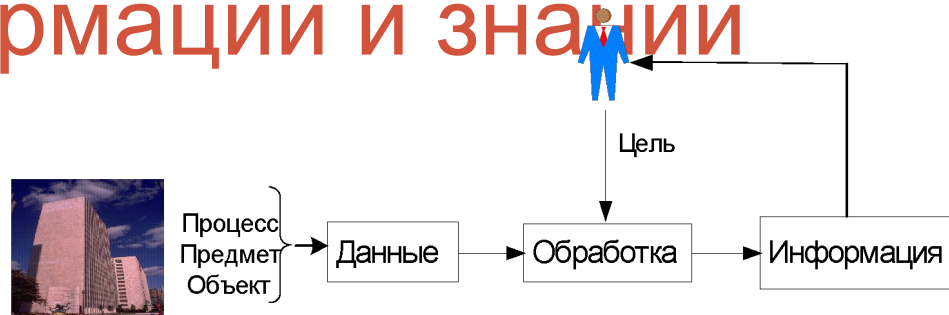 рмации и знании
Цель
Процесс
Предмет
Объект
Данные
Обработка
Информация